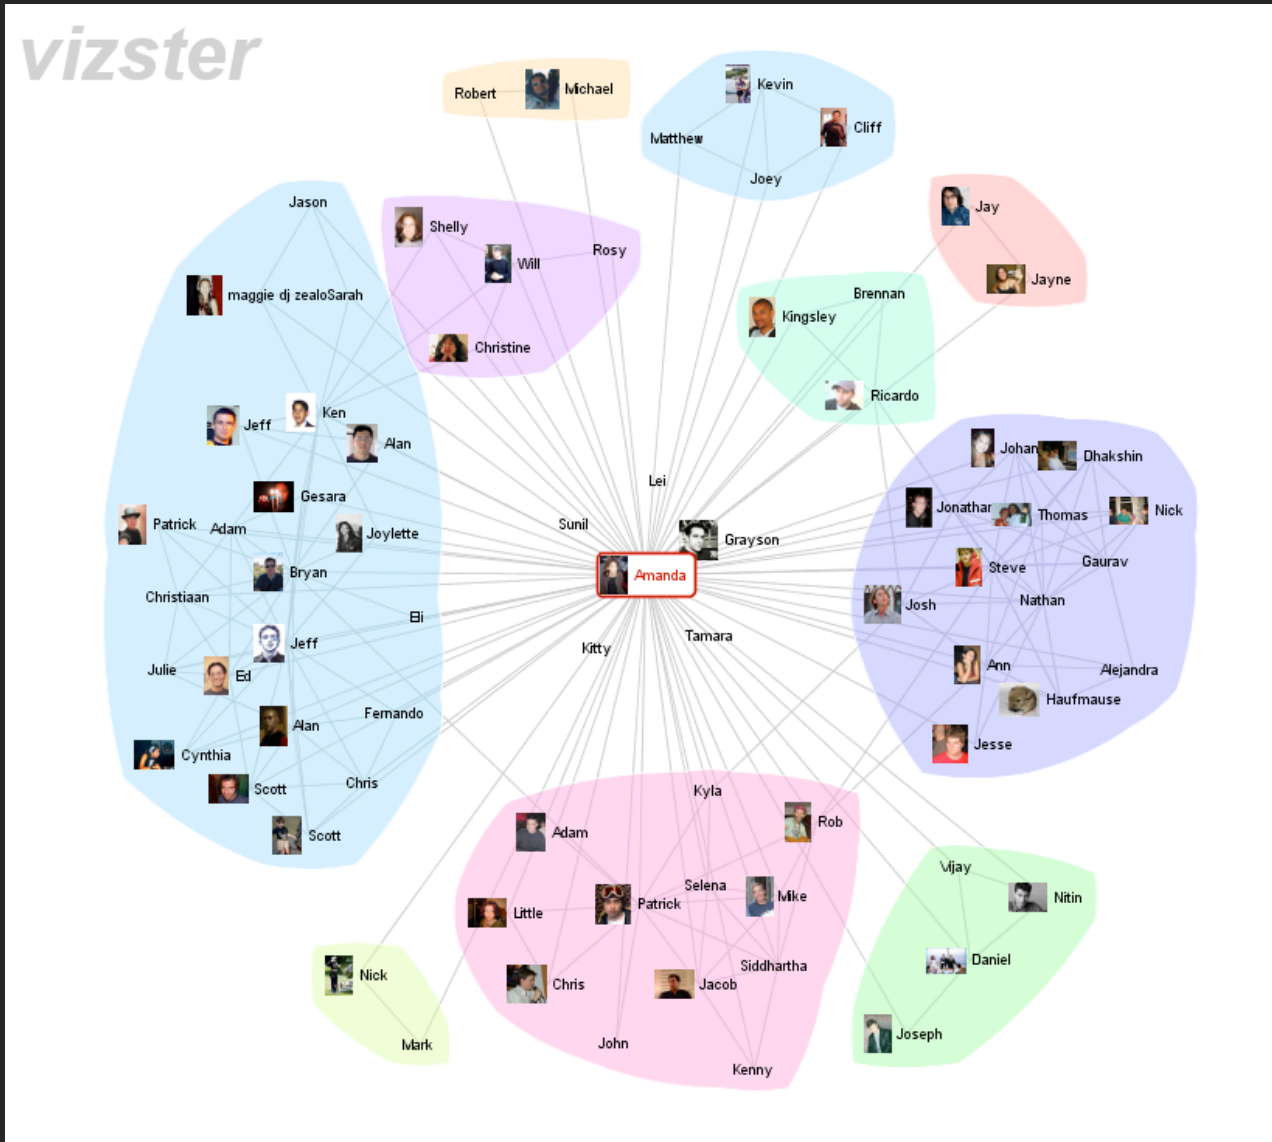 vizster
Robert
Michael
Kevin
Cliff
Matthew
Joey
Jason
Shelly
Will
Rosy
Jay
Jayne
maggie dj zealoSarah
Christine
Brennan
Kingsley
Ricardo
Jeff
Ken
Alan
Johan
Dhakshin
Gesara
Lei
Patrick
Adam
Joylette
Sunil
Grayson
Jonathar
Thomas
Nick
Bryan
Amanda
Steve
Gaurav
Christiaan
Eli
Josh
Nathan
Jeff
Kitty
Tamara
Julie
Ed
Ann
Alejandra
Alan
Fernando
Haufmause
Cynthia
Jesse
Scott
Chris
Kyla
Scott
Adam
Rob
Vijay
Little
Patrick
Selena
Mike
Nitin
Nick
Chris
Jacob
Siddhartha
Daniel
Mark
John
Kenny
Joseph